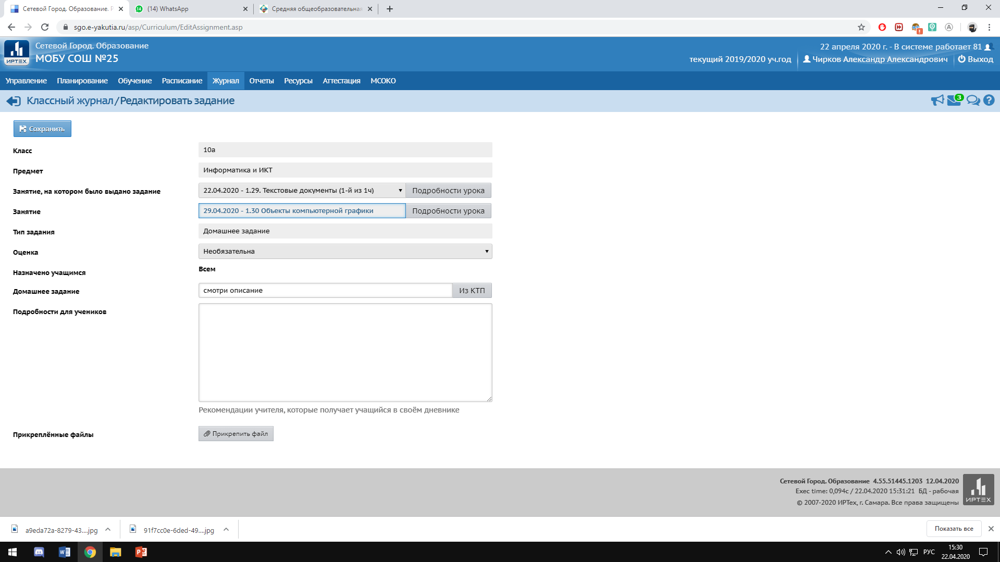 Сетевой Город. Образование. Р
14 (14) WhatsApp
Средняя общеобразовательная
sgo.e-yakutia.ru/asp/Curriculum/EditAssignment.asp
Сетевой Город. Образование
МОБУ СОШ №25
ИРТЕХ
22 апреля 2020 г. - В системе работает 81
текущий 2019/2020 уч.год
Чирков Александр Александрович
Выход
Управление Планирование Обучение Расписание Журнал Отчеты Ресурсы Аттестация МСОКО
Классный журнал / Редактировать задание
3
Сохранить
Класс 10а
Предмет Информатика и ИКТ
Занятие, на котором было выдано задание 22.04.2020 - 1.29. Текстовые документы (1-й из 1ч) Подробности урока
Занятие 29.04.2020 - 1.30 Объекты компьютерной графики Подробности урока
Тип задания Домашнее задание
Оценка Необязательна
Назначено учащимся Всем
Домашнее задание смотри описание Из КТП
Подробности для учеников
Рекомендации учителя, которые получает учащийся в своём дневнике
Прикреплённые файлы Прикрепить файл
Сетевой Город. Образование 4.55.51445.1203 12.04.2020
Exec time: 0,094с / 22.04.2020 15:31:21 БД - рабочая
© 2007-2020 ИРТех, г. Самара. Все права защищены
ИРТЕХ
a9eda72a-8279-43....jpg
91f7cc0e-6ded-49....jpg
Показать все
РУС
15:30
22.04.2020